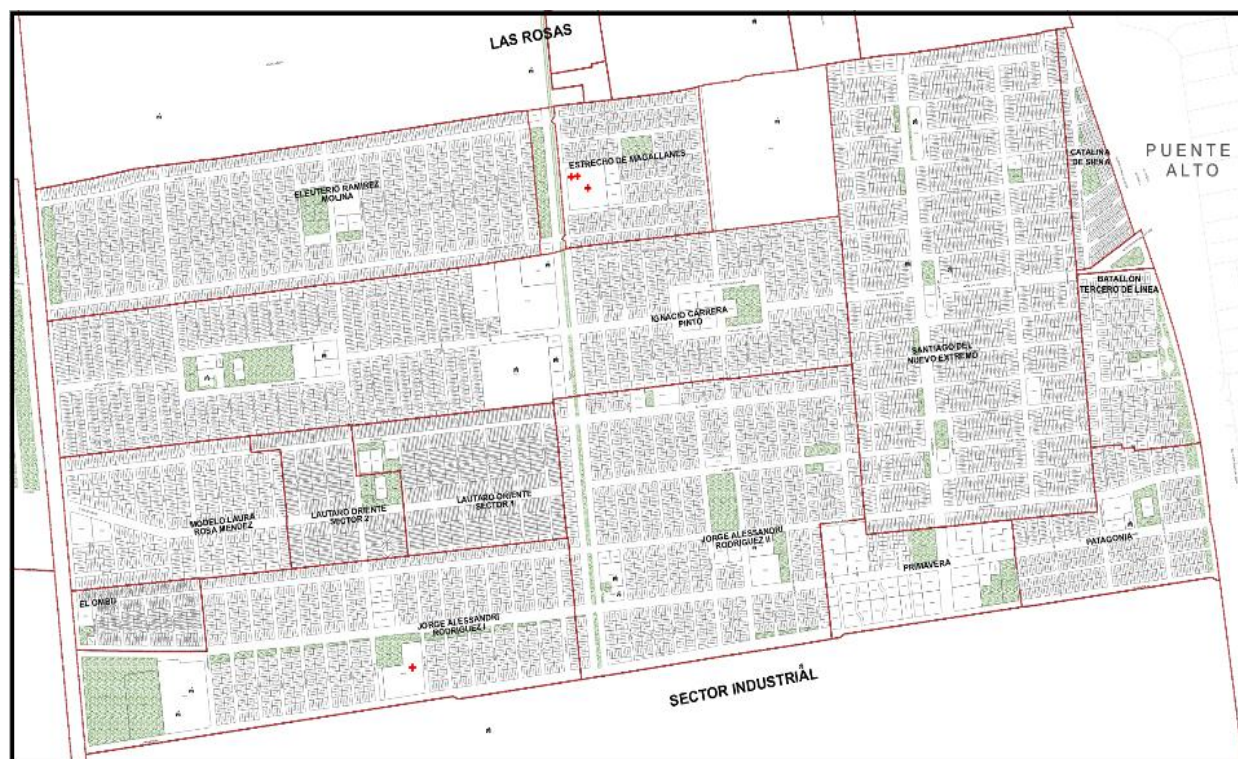 LAS ROSAS
ESTRECHO DE MAGALLANES
CATALINA
DE SIENA
PUENTE
ALTO
ELEUTERIO RAMIREZ
MOLINA
BATALLON
TERCERO DE LINEA
IGNACIO CARRERA
PINTO
SANTIAGO DEL
NUEVO EXTREMO
MODELO LAURA
ROSA MENDEZ
LAUTARO ORIENTE
SECTOR 2
LAUTARO ORIENTE
SECTOR 1
JORGE ALESSANDRI
RODRIGUEZ II
PATAGONIA
PRIMAVERA
EL OMBU
JORGE ALESSANDRI
RODRIGUEZ I
SECTOR INDUSTRIAL